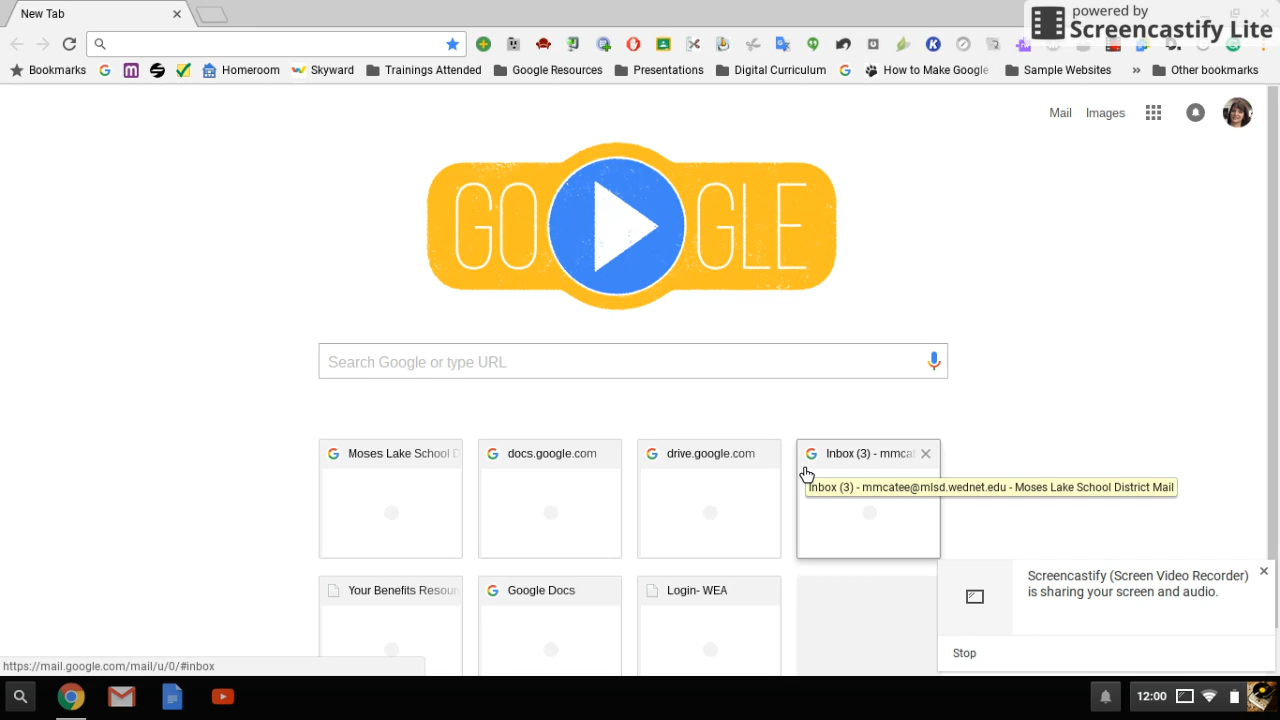 New Tab
powered by
Screencastify Lite
Bookmarks
Homeroom
Skyward
Trainings Attended
Google Resources
Presentations
Digital Curriculum
How to Make Google
Sample Websites
»
Other bookmarks
Mail
Images
GO GLE
Search Google or type URL
Moses Lake School D
docs.google.com
drive.google.com
Inbox (3) - mmca
Inbox (3) - mmcatee@mlsd.wednet.edu - Moses Lake School District Mail
Your Benefits Resour
Google Docs
Login- WEA
Screencastify (Screen Video Recorder)
is sharing your screen and audio.
Stop
https://mail.google.com/mail/u/0/#inbox
12:00